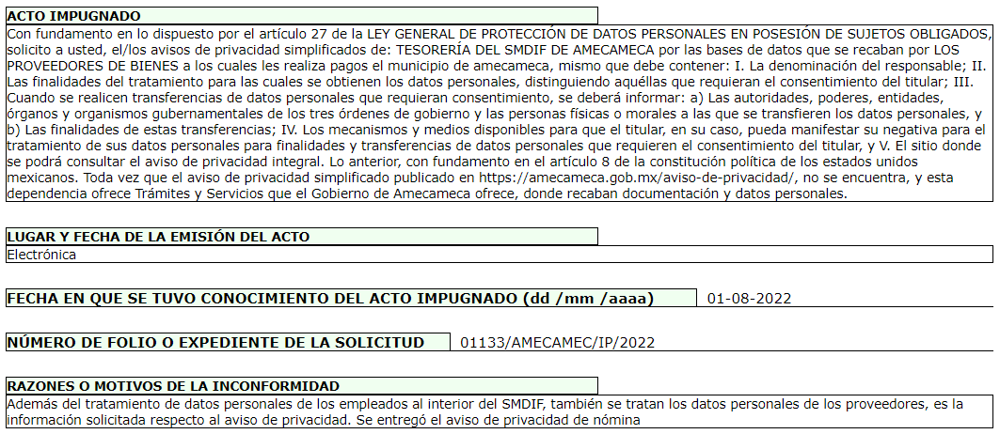 ACTO IMPUGNADO
Con fundamento en lo dispuesto por el artículo 27 de la LEY GENERAL DE PROTECCIÓN DE DATOS PERSONALES EN POSESIÓN DE SUJETOS OBLIGADOS,
solicito a usted, el/los avisos de privacidad simplificados de: TESORERÍA DEL SMDIF DE AMECAMECA por las bases de datos que se recaban por LOS
PROVEEDORES DE BIENES a los cuales les realiza pagos el municipio de amecameca, mismo que debe contener: I. La denominación del responsable; II.
Las finalidades del tratamiento para las cuales se obtienen los datos personales, distinguiendo aquéllas que requieran el consentimiento del titular; III.
Cuando se realicen transferencias de datos personales que requieran consentimiento, se deberá informar: a) Las autoridades, poderes, entidades,
órganos y organismos gubernamentales de los tres órdenes de gobierno y las personas físicas o morales a las que se transfieren los datos personales, y
b) Las finalidades de estas transferencias; IV. Los mecanismos y medios disponibles para que el titular, en su caso, pueda manifestar su negativa para el
tratamiento de sus datos personales para finalidades y transferencias de datos personales que requieren el consentimiento del titular, y V. El sitio donde
se podrá consultar el aviso de privacidad integral. Lo anterior, con fundamento en el artículo 8 de la constitución política de los estados unidos
mexicanos. Toda vez que el aviso de privacidad simplificado publicado en https://amecameca.gob.mx/aviso-de-privacidad/, no se encuentra, y esta
dependencia ofrece Trámites y Servicios que el Gobierno de Amecameca ofrece, donde recaban documentación y datos personales.
LUGAR Y FECHA DE LA EMISIÓN DEL ACTO
Electrónica
FECHA EN QUE SE TUVO CONOCIMIENTO DEL ACTO IMPUGNADO (dd /mm /aaaa) 01-08-2022
NÚMERO DE FOLIO O EXPEDIENTE DE LA SOLICITUD 01133/AMECAMEC/IP/2022
RAZONES O MOTIVOS DE LA INCONFORMIDAD
Además del tratamiento de datos personales de los empleados al interior del SMDIF, también se tratan los datos personales de los proveedores, es la
información solicitada respecto al aviso de privacidad. Se entregó el aviso de privacidad de nómina